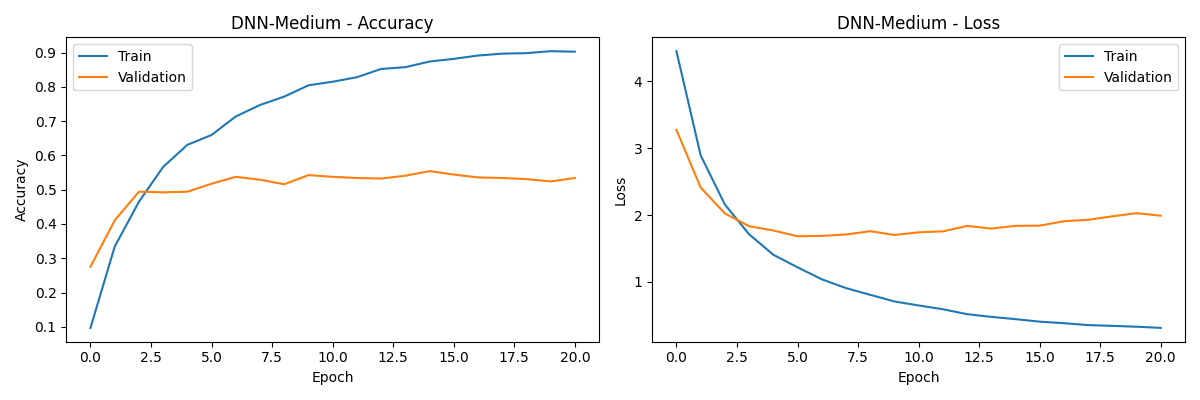 DNN-Medium - Accuracy
Train
Validation
0.9
0.8
0.7
0.6
0.5
0.4
0.3
0.2
0.1
Accuracy
0.0 2.5 5.0 7.5 10.0 12.5 15.0 17.5 20.0
Epoch
DNN-Medium - Loss
Train
Validation
4
3
2
1
Loss
0.0 2.5 5.0 7.5 10.0 12.5 15.0 17.5 20.0
Epoch